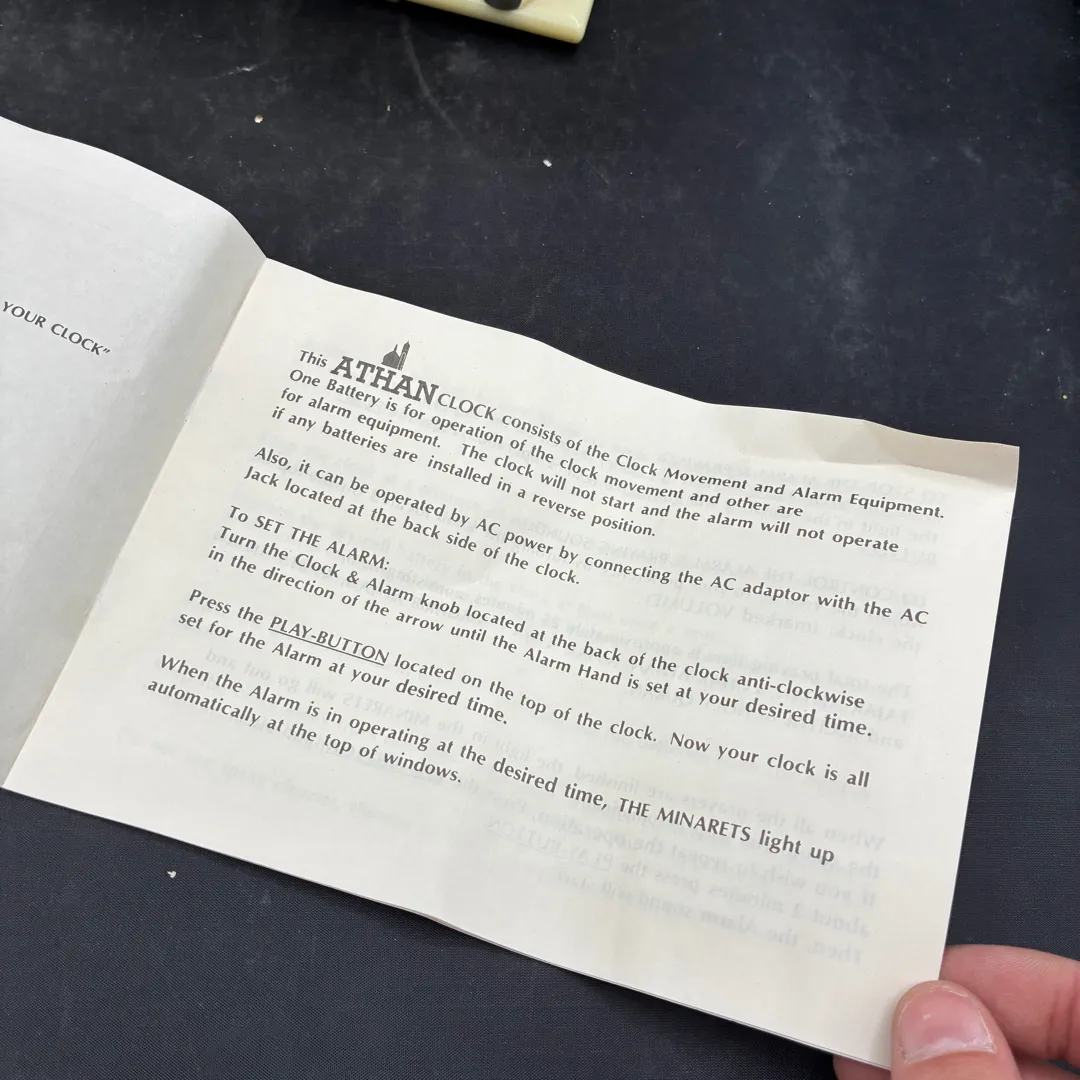 YOUR CLOCK"
This ATHAN CLOCK consists of the Clock Movement and Alarm Equipment.
One Battery is for operation of the clock movement and other are
for alarm equipment. The clock will not start and the alarm will not operate
if any batteries are installed in a reverse position.
Also, it can be operated by AC power by connecting the AC adaptor with the AC
Jack located at the back side of the clock.
To SET THE ALARM:
Turn the Clock & Alarm knob located at the back of the clock anti-clockwise
in the direction of the arrow until the Alarm Hand is set at your desired time.
Press the PLAY-BUTTON located on the top of the clock. Now your clock is all
set for the Alarm at your desired time.
When the Alarm is in operating at the desired time, THE MINARETS light up
automatically at the top of windows.